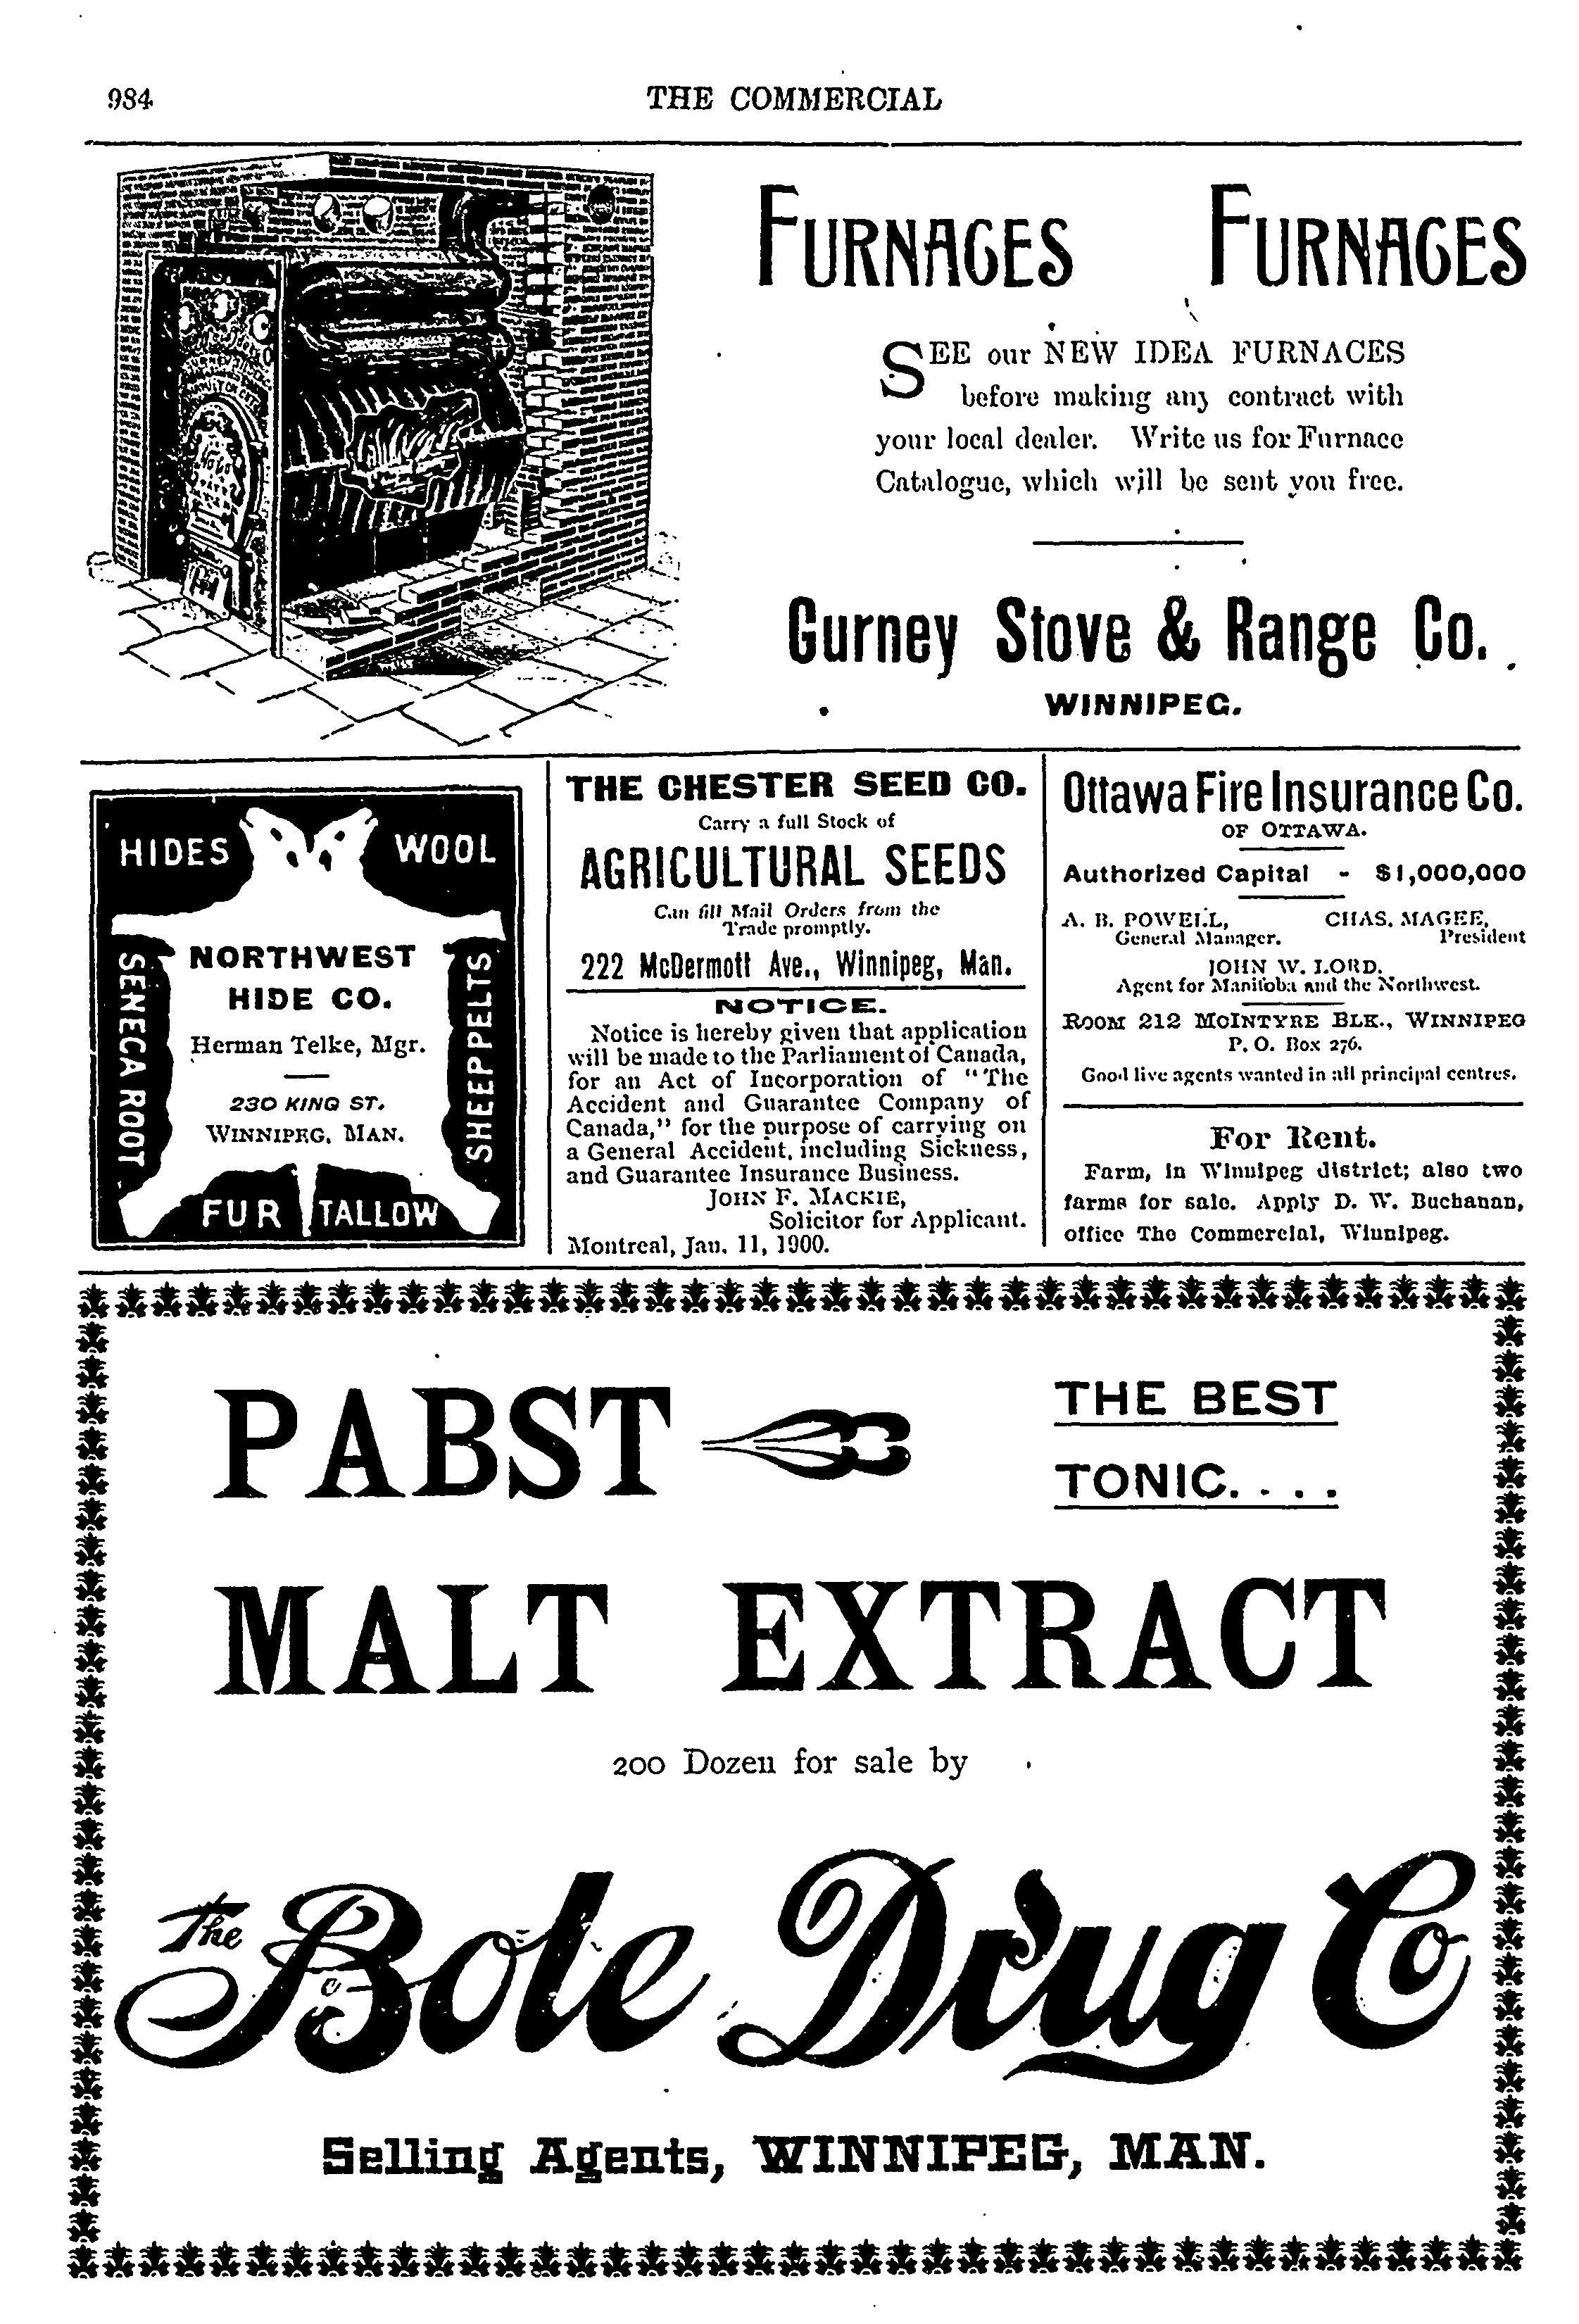 984
THE COMMERCIAL
FURNACES FURNACES
SEE our NEW IDEA FURNACES
before making any contract with
your local dealer. Write us for Furnace
Catalogue, which will be sent you free.
Gurney Stove & Range Co.
WINNIPEG.
HIDES WOOL
SENECA ROOT
SHEEP PELTS
NORTHWEST
HIDE CO.
Herman Telke, Mgr.
230 KING ST.
WINNIPEG, MAN.
FUR TALLOW
THE CHESTER SEED CO.
Carry a full Stock of
AGRICULTURAL SEEDS
Can fill Mail Orders from the
Trade promptly.
222 McDermott Ave., Winnipeg, Man.
NOTICE.
Notice is hereby given that application
will be made to the Parliament of Canada,
for an Act of Incorporation of "The
Accident and Guarantee Company of
Canada," for the purpose of carrying on
a General Accident, including Sickness,
and Guarantee Insurance Business.
JOHN F. MACKIE,
Solicitor for Applicant.
Montreal, Jan. 11, 1900.
Ottawa Fire Insurance Co.
OF OTTAWA.
Authorized Capital - $1,000,000
A. B. POWELL, CHAS. MAGEE,
General Manager. President
JOHN W. LORD.
Agent for Manitoba and the Northwest.
ROOM 212 MCINTYRE BLK., WINNIPEG
P. O. Box 276.
Good live agents wanted in all principal centres.
For Rent.
Farm, in Winnipeg district; also two
farms for sale. Apply D. W. Buchanan,
office The Commercial, Winnipeg.
PABST THE BEST
TONIC. . . .
MALT EXTRACT
200 Dozen for sale by
The Bole Drug Co
Selling Agents, WINNIPEG, MAN.